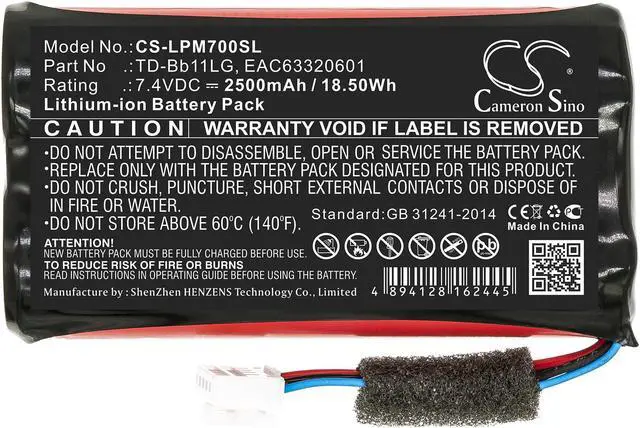 Model No.: CS-LPM700SL
Part No : TD-Bb11LG, EAC63320601
Rating : 7.4VDC ⎓ 2500mAh / 18.50Wh
Lithium-ion Battery Pack
CS
Cameron Sino
CAUTION WARRANTY VOID IF LABEL IS REMOVED
•DO NOT ATTEMPT TO DISASSEMBLE, OPEN OR SERVICE THE BATTERY PACK.
•REPLACE ONLY WITH THE BATTERY PACK DESIGNATED FOR THIS PRODUCT.
•DO NOT CRUSH, PUNCTURE, SHORT EXTERNAL CONTACTS OR DISPOSE OF
IN FIRE OR WATER.
•DO NOT STORE ABOVE 60°C (140°F).
Standard:GB 31241-2014
CE
Made In China
ATTENTION!
NEW BATTERY PACK MUST BE FULLY CHARGED BEFORE USE
TO REDUCE RISK OF FIRE OR BURNS
READ INSTRUCTIONS IN OPERATING GUIDE BEFORE USING BATTERY
Manufacture by : ShenZhen HENZENS Technology Co., Limited
Pb
4 894128 162445